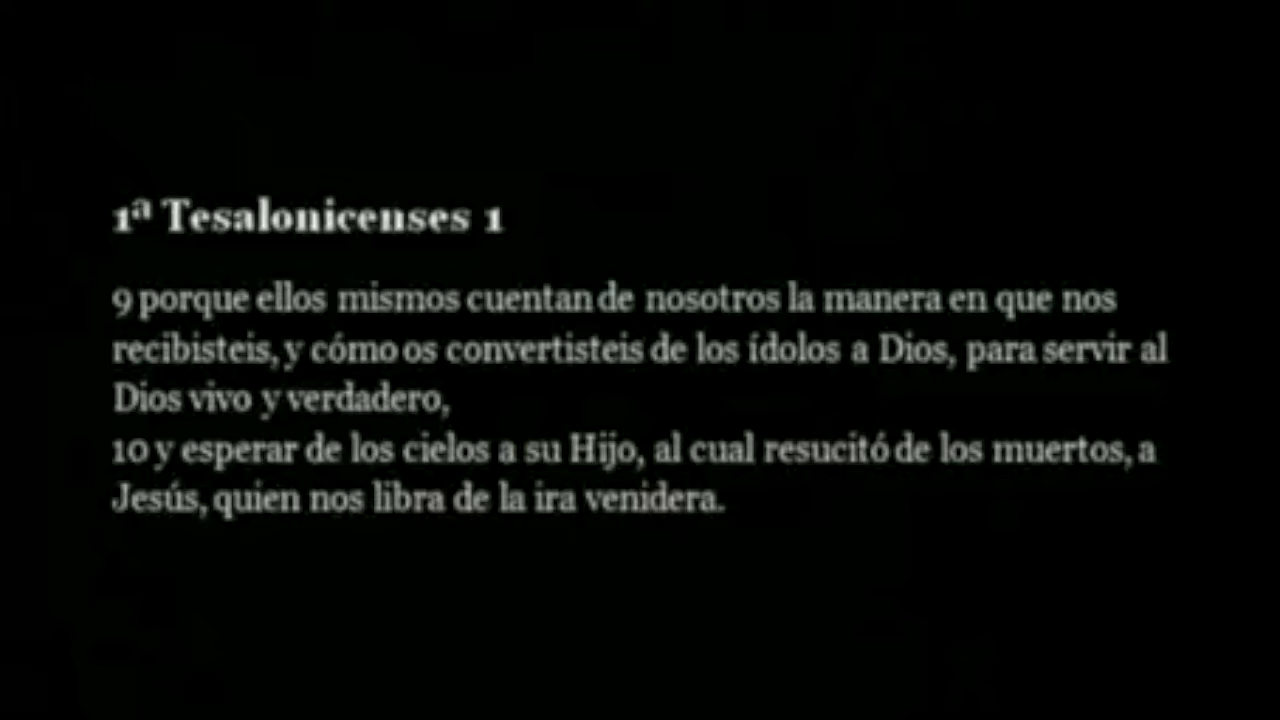 1ª Tesalonicenses 1
9 porque ellos mismos cuentan de nosotros la manera en que nos
recibisteis, y cómo os convertisteis de los ídolos a Dios, para servir al
Dios vivo y verdadero,
10 y esperar de los cielos a su Hijo, al cual resucitó de los muertos, a
Jesús, quien nos libra de la ira venidera.